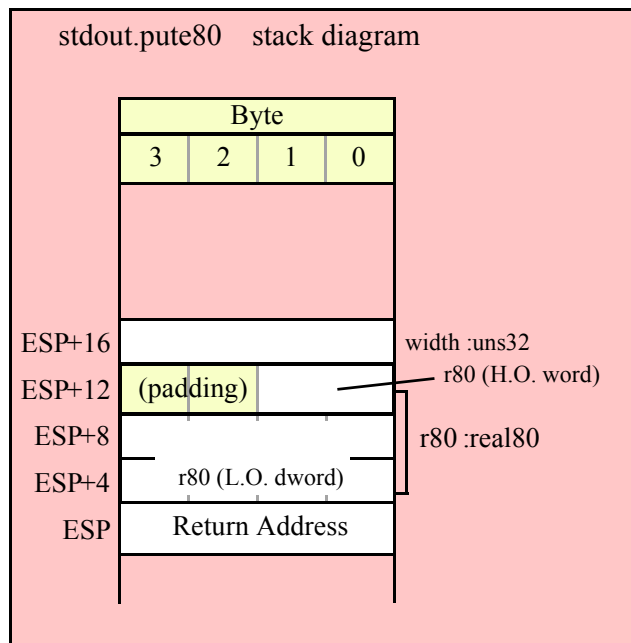 stdout.pute80 stack diagram
Byte
3 2 1 0
ESP+16 width :uns32
ESP+12 (padding) r80 (H.O. word)
ESP+8 r80 :real80
ESP+4 r80 (L.O. dword)
ESP Return Address